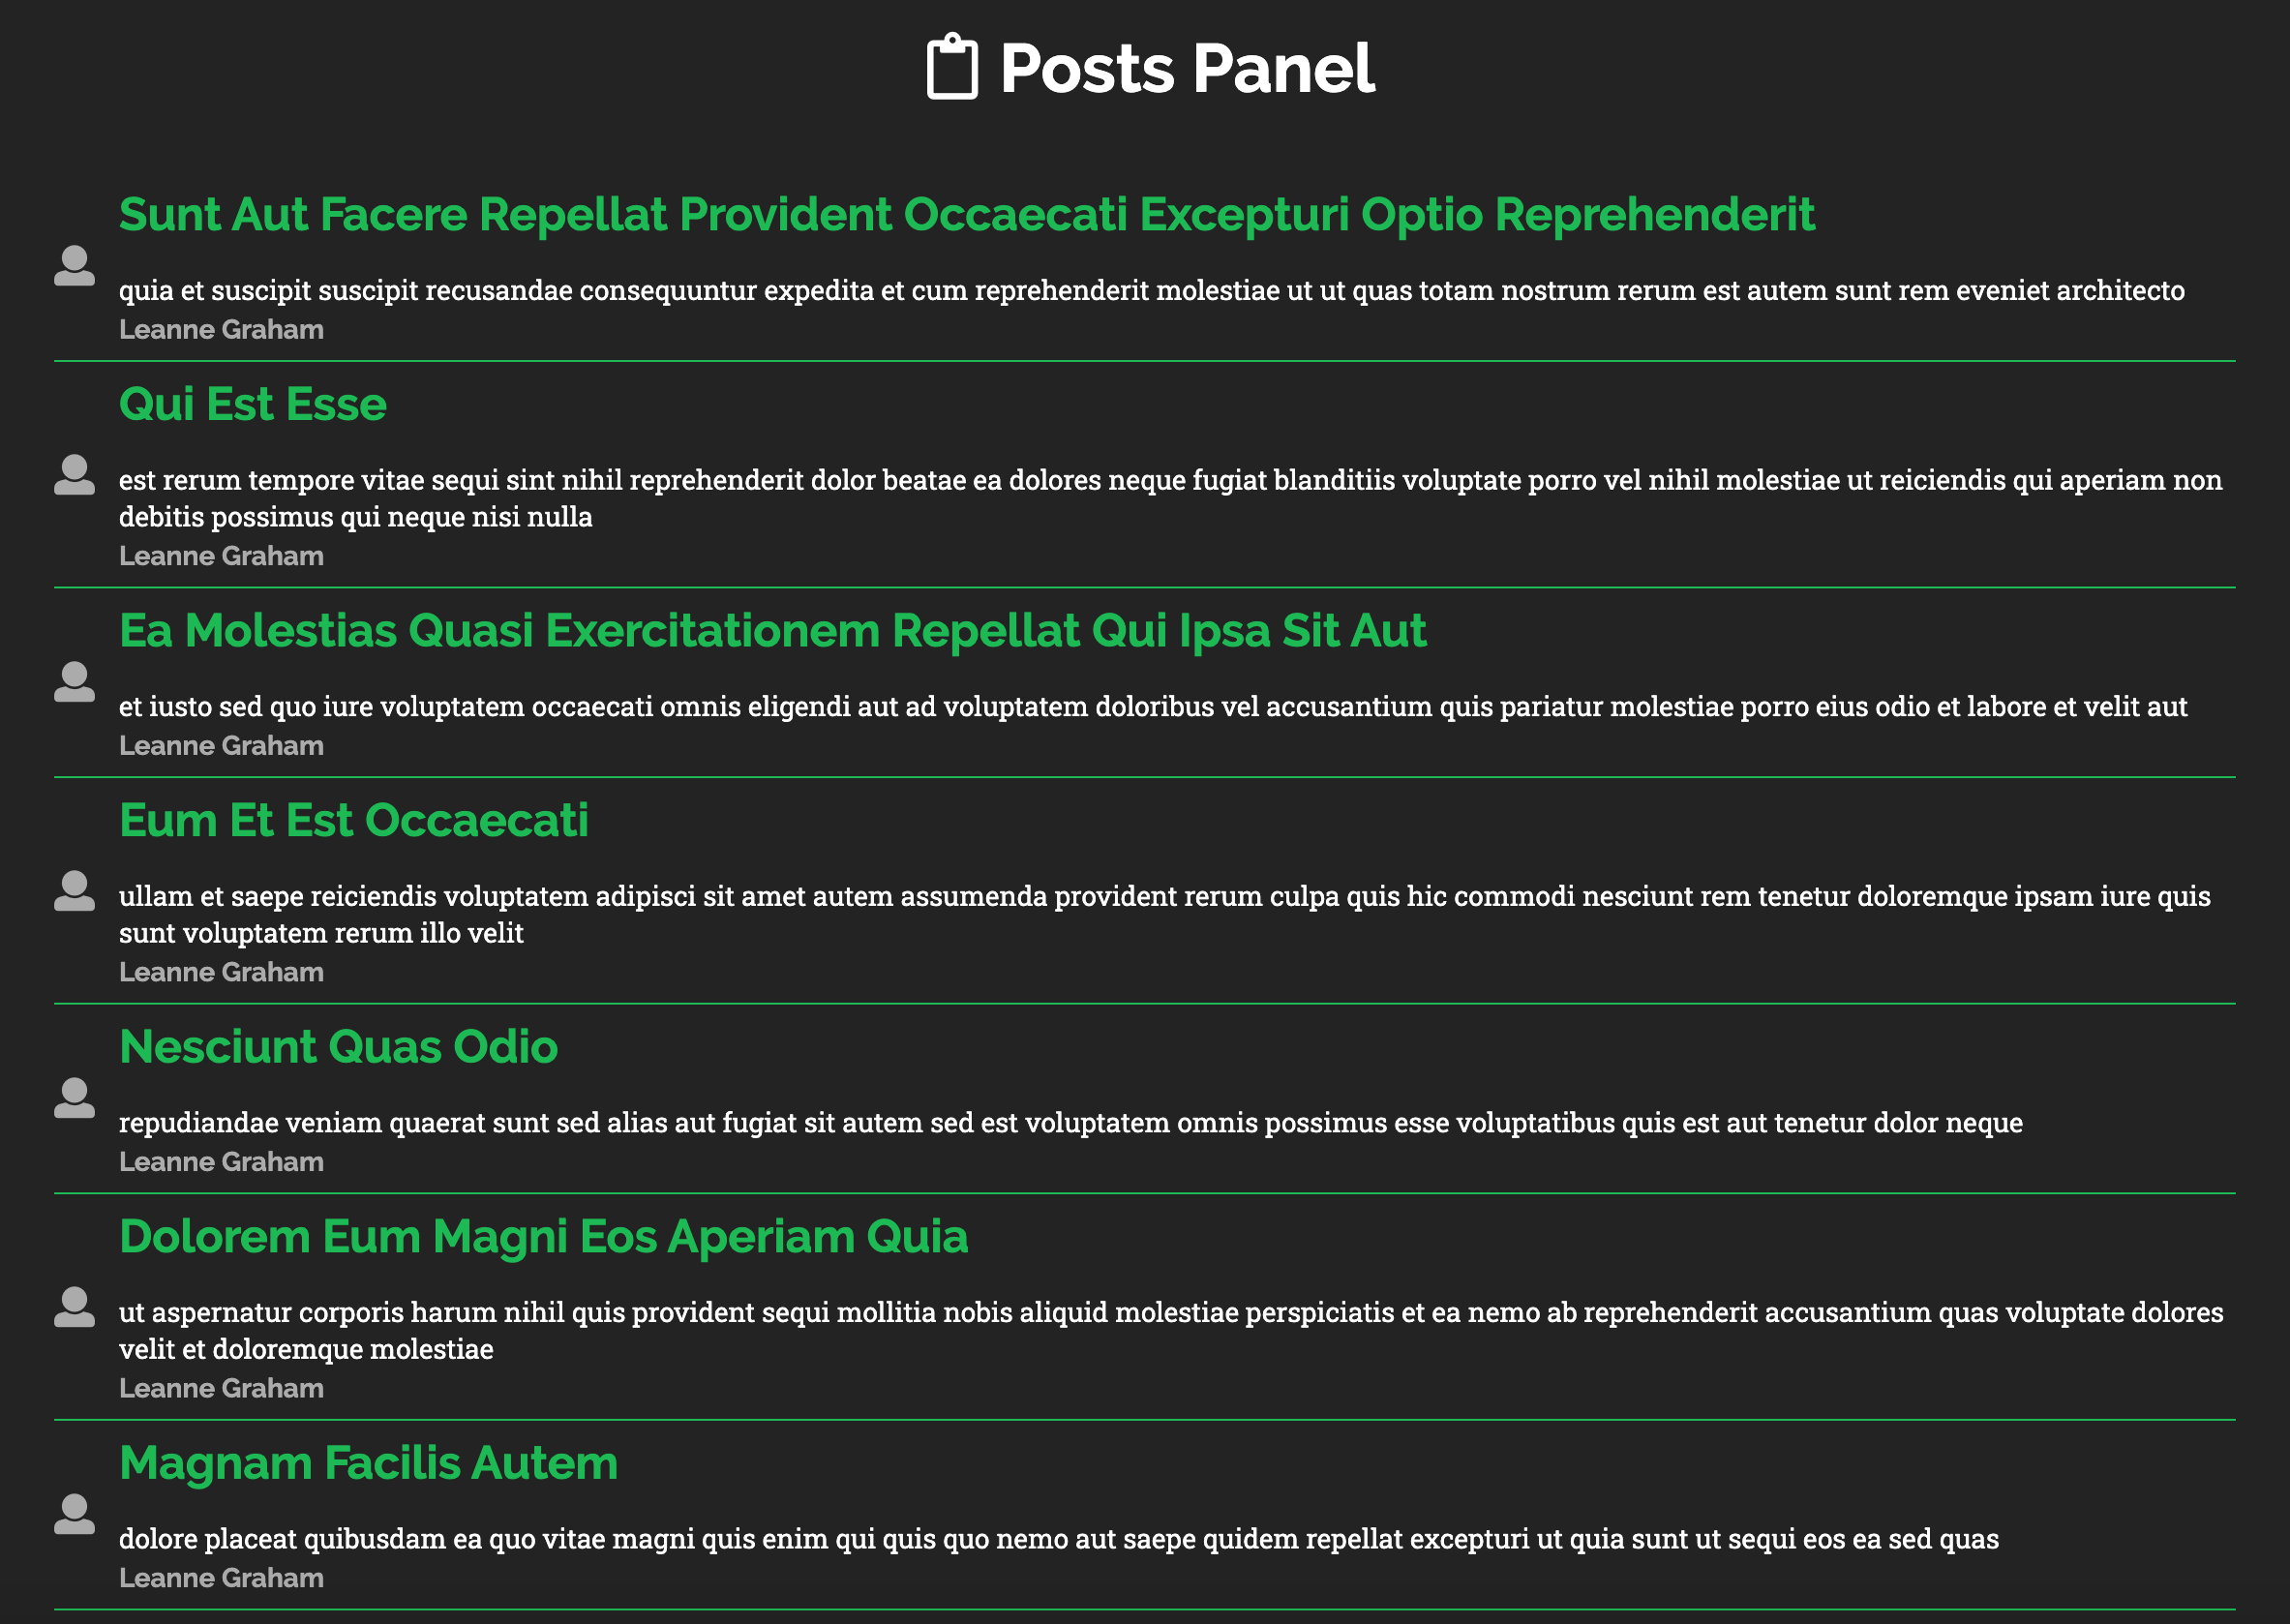 Posts Panel
Sunt Aut Facere Repellat Provident Occaecati Excepturi Optio Reprehenderit
quia et suscipit suscipit recusandae consequuntur expedita et cum reprehenderit molestiae ut ut quas totam nostrum rerum est autem sunt rem eveniet architecto
Leanne Graham
Qui Est Esse
est rerum tempore vitae sequi sint nihil reprehenderit dolor beatae ea dolores neque fugiat blanditiis voluptate porro vel nihil molestiae ut reiciendis qui aperiam non
debitis possimus qui neque nisi nulla
Leanne Graham
Ea Molestias Quasi Exercitationem Repellat Qui Ipsa Sit Aut
et iusto sed quo iure voluptatem occaecati omnis eligendi aut ad voluptatem doloribus vel accusantium quis pariatur molestiae porro eius odio et labore et velit aut
Leanne Graham
Eum Et Est Occaecati
ullam et saepe reiciendis voluptatem adipisci sit amet autem assumenda provident rerum culpa quis hic commodi nesciunt rem tenetur doloremque ipsam iure quis
sunt voluptatem rerum illo velit
Leanne Graham
Nesciunt Quas Odio
repudiandae veniam quaerat sunt sed alias aut fugiat sit autem sed est voluptatem omnis possimus esse voluptatibus quis est aut tenetur dolor neque
Leanne Graham
Dolorem Eum Magni Eos Aperiam Quia
ut aspernatur corporis harum nihil quis provident sequi mollitia nobis aliquid molestiae perspiciatis et ea nemo ab reprehenderit accusantium quas voluptate dolores
velit et doloremque molestiae
Leanne Graham
Magnam Facilis Autem
dolore placeat quibusdam ea quo vitae magni quis enim qui quis quo nemo aut saepe quidem repellat excepturi ut quia sunt ut sequi eos ea sed quas
Leanne Graham